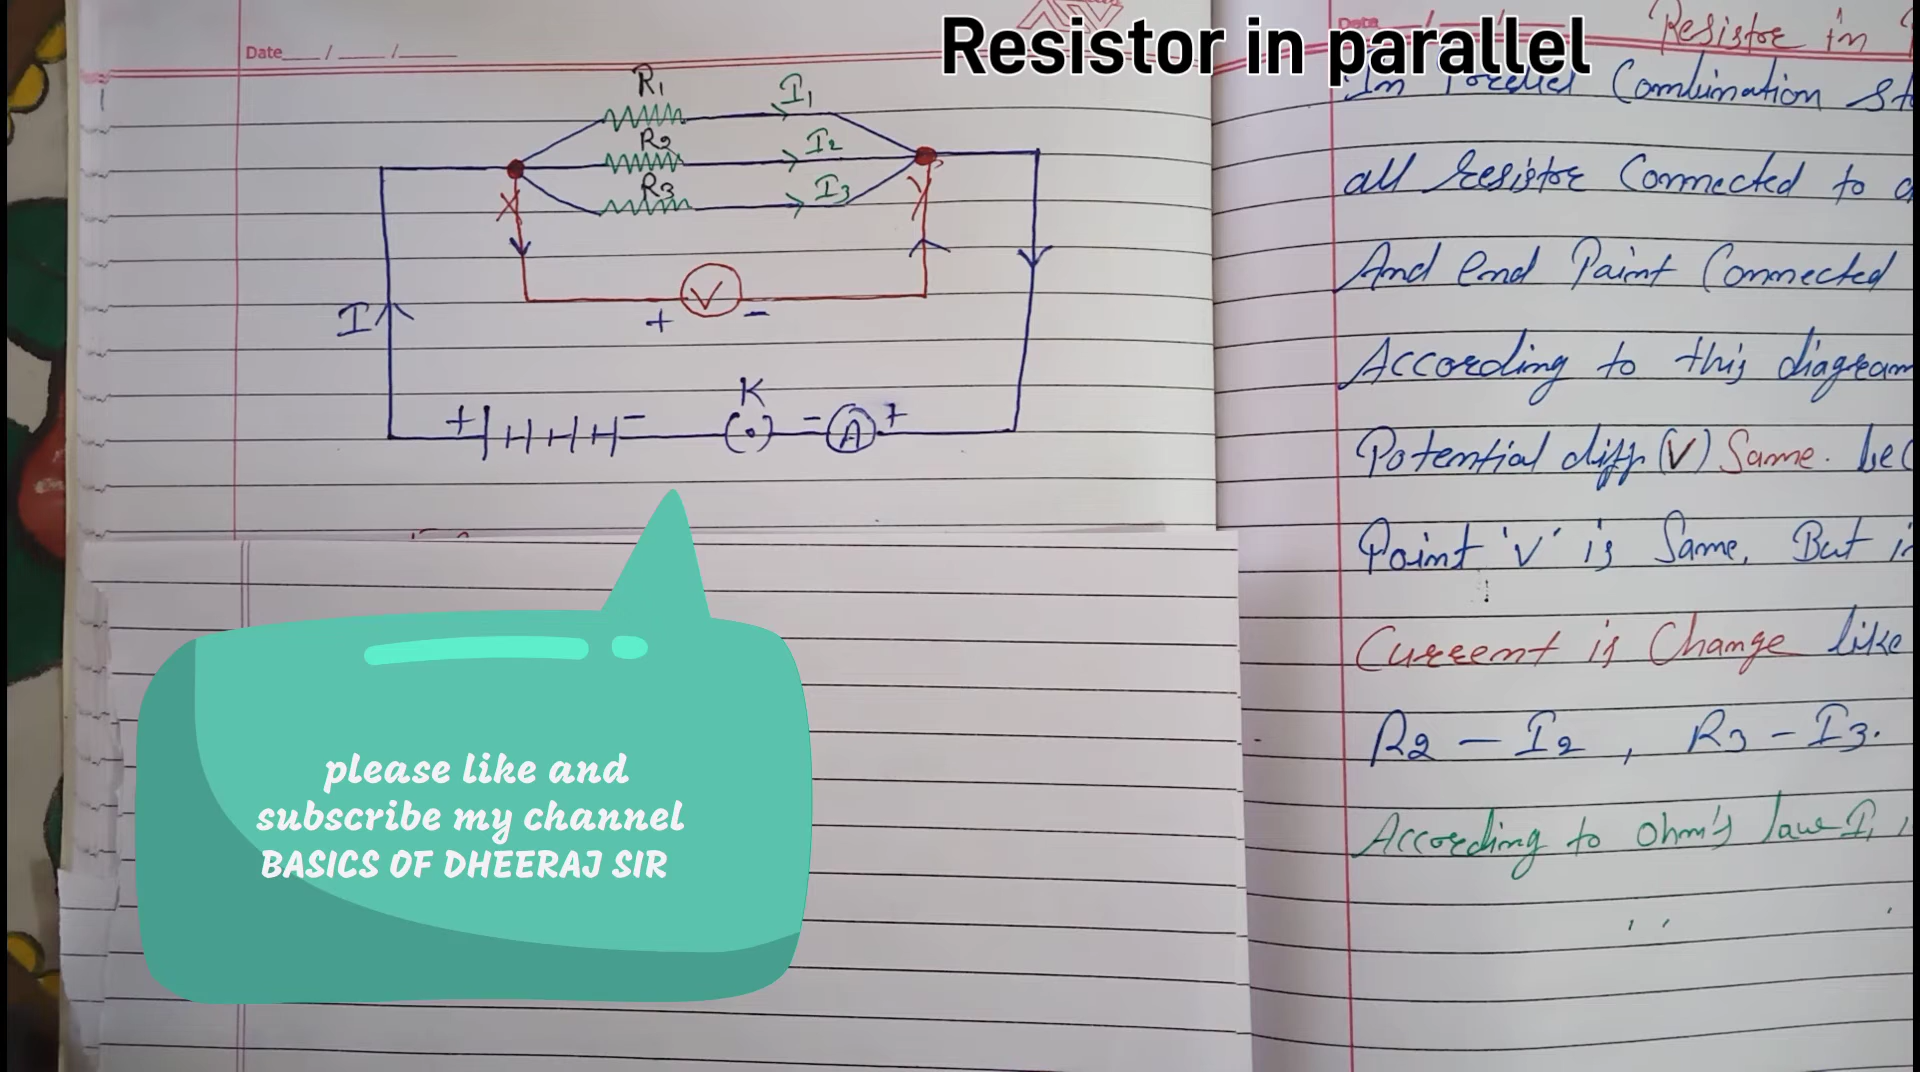 Resistor in parallel
Date
R1 I1
R2 I2
R3 I3
X Y
V
+ -
I
K
+ - - A +
please like and
subscribe my channel
BASICS OF DHEERAJ SIR
Date
Resistor in
In Combination
all resistor Connected to
And end Point Connected
According to this diagram
Potential diff (V) Same.
Point 'V' is Same, But
Current is Change like
R2 - I2 , R3 - I3.
According to ohm's law I,